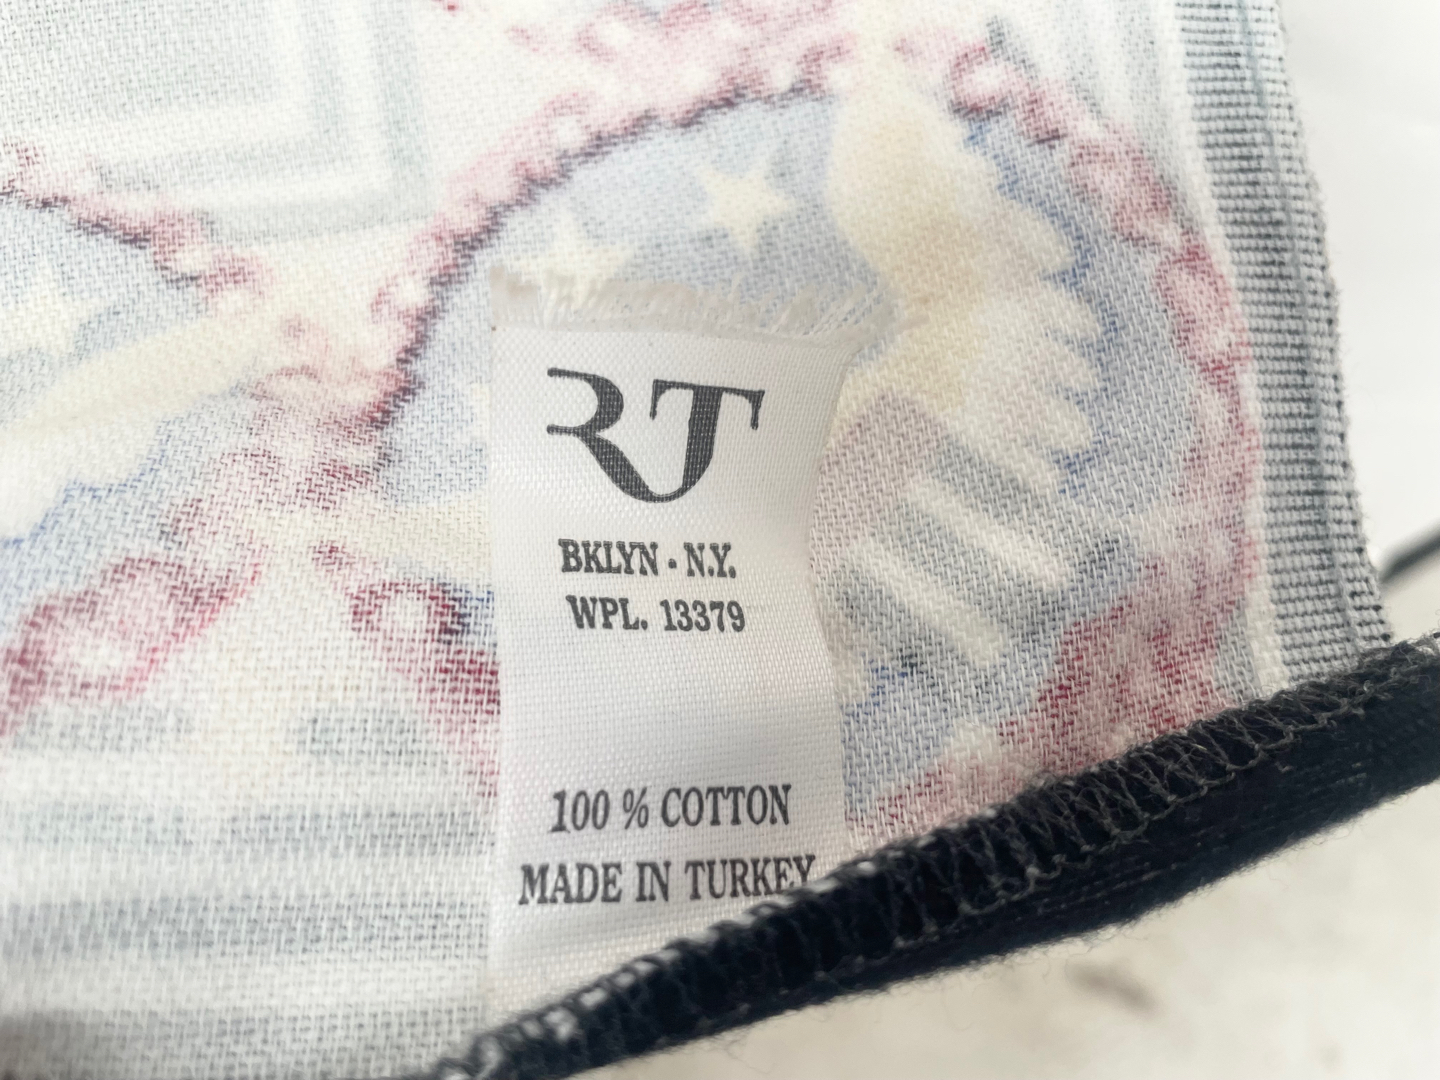 RT
BKLYN • N.Y.
WPL. 13379
100 % COTTON
MADE IN TURKEY